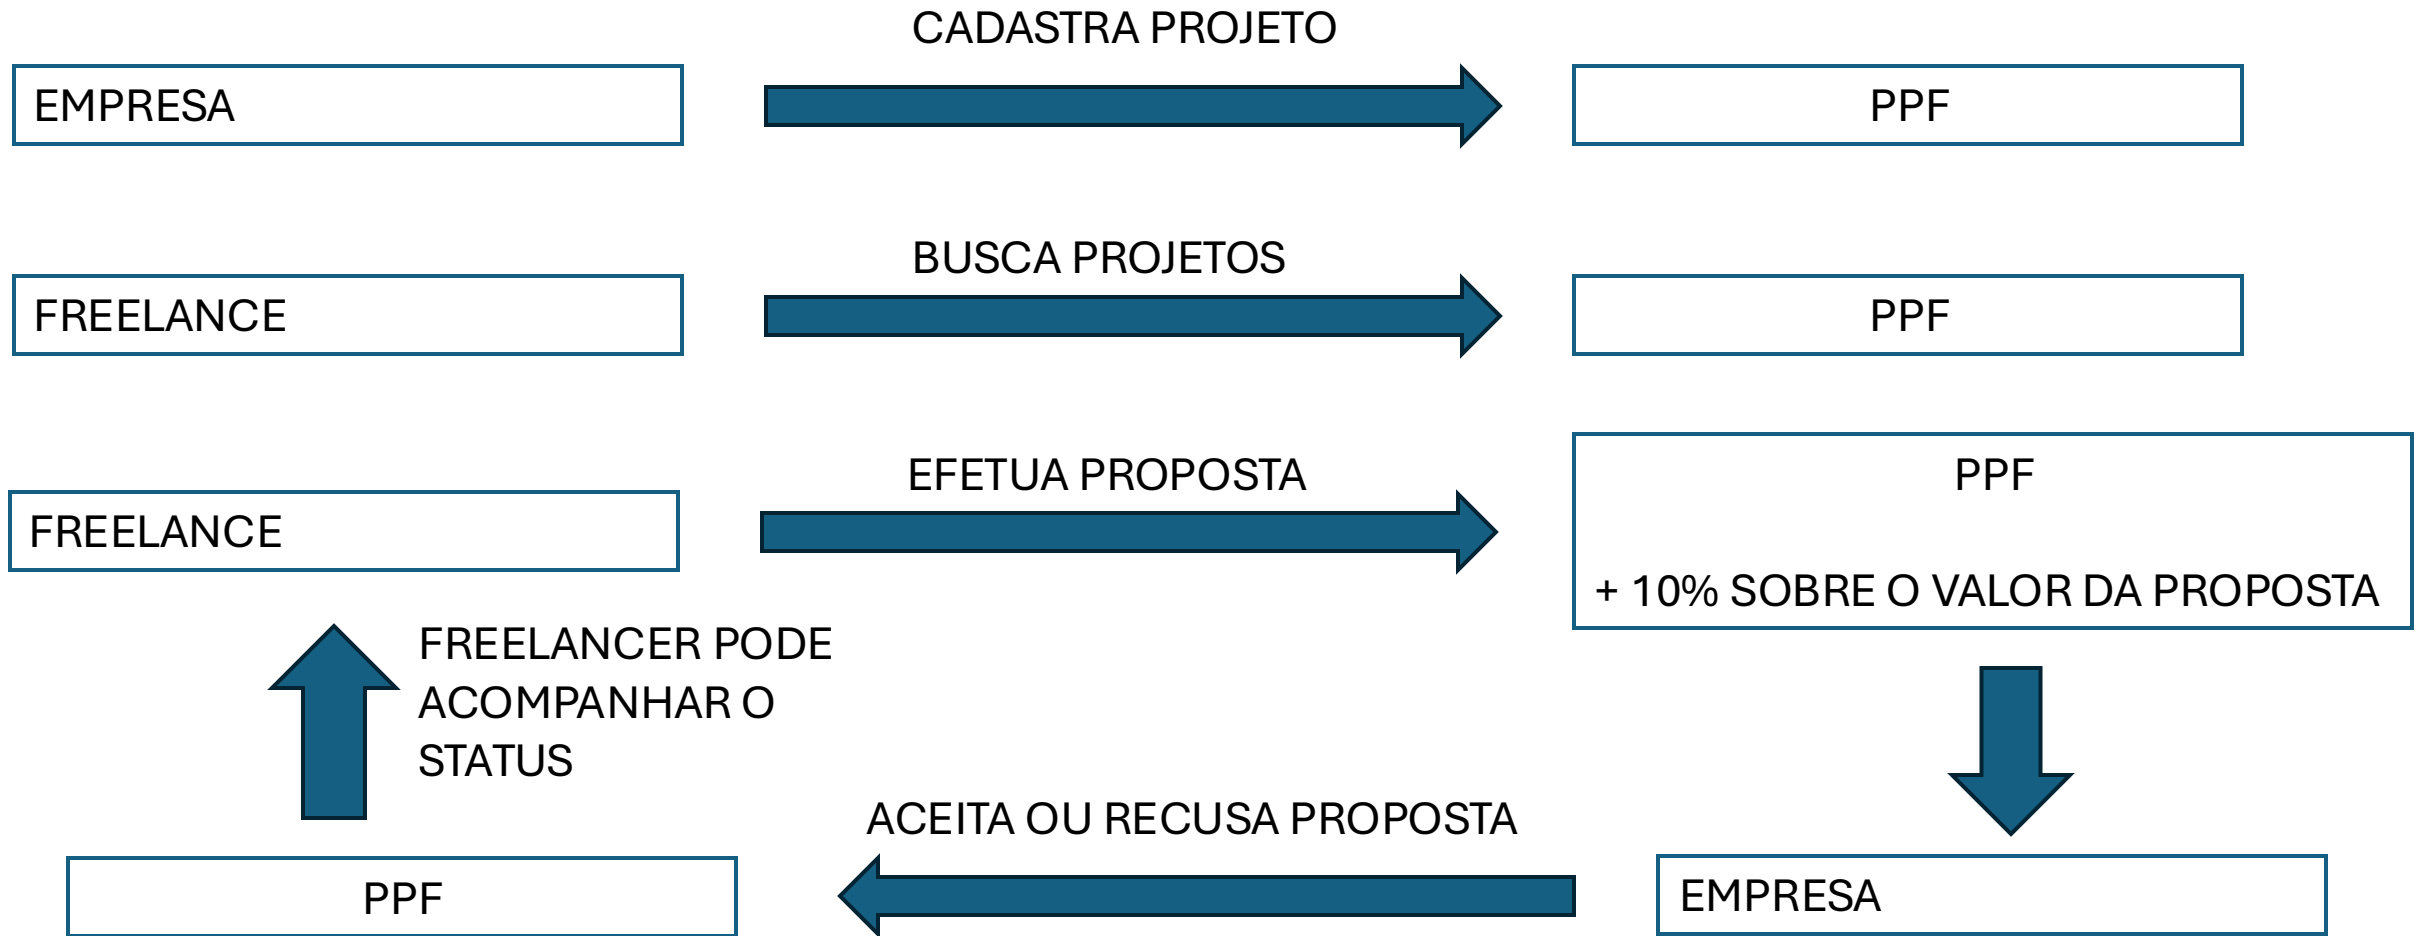 CADASTRA PROJETO
EMPRESA
PPF
BUSCA PROJETOS
FREELANCE
PPF
EFETUA PROPOSTA
FREELANCE
PPF
+ 10% SOBRE O VALOR DA PROPOSTA
FREELANCER PODE
ACOMPANHAR O
STATUS
ACEITA OU RECUSA PROPOSTA
PPF
EMPRESA